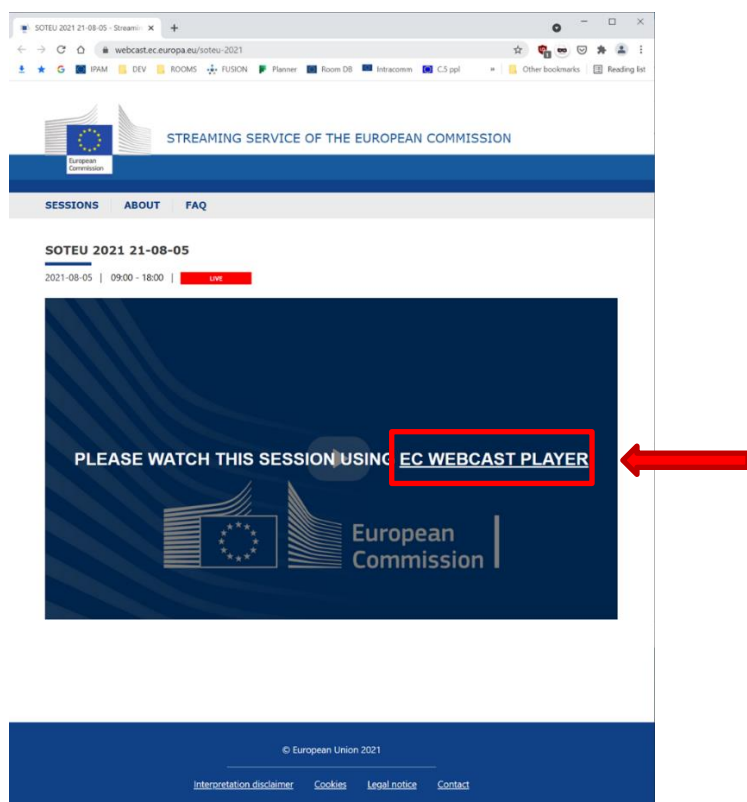 SOTEU 2021 21-08-05 - Streamin
webcast.ec.europa.eu/soteu-2021
IPAM DEV ROOMS FUSION Planner Room DB Intracomm C.5 ppl » Other bookmarks Reading list
STREAMING SERVICE OF THE EUROPEAN COMMISSION
European
Commission
SESSIONS ABOUT FAQ
SOTEU 2021 21-08-05
2021-08-05 | 09:00 - 18:00 | LIVE
PLEASE WATCH THIS SESSION USING EC WEBCAST PLAYER
European
Commission
© European Union 2021
Interpretation disclaimer Cookies Legal notice Contact